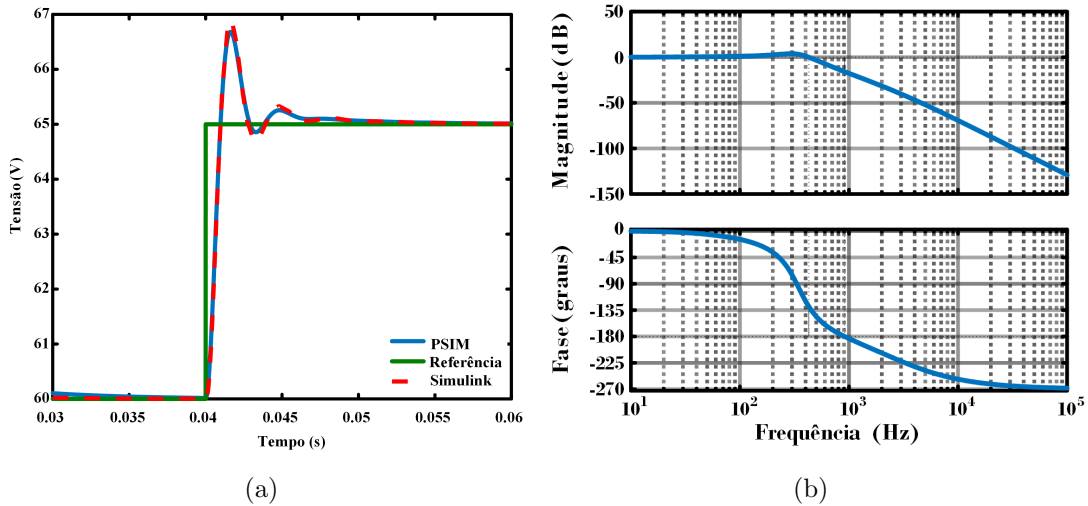 67
66
65
64
63
62
61
60
Tensão(V)
PSIM
Referência
Simulink
0.03 0.035 0.04 0.045 0.05 0.055 0.06
Tempo (s)
(a)
50
0
-50
-100
-150
Magnitude (dB)
0
-45
-90
-135
-180
-225
-270
Fase (graus)
10^1 10^2 10^3 10^4 10^5
Frequência (Hz)
(b)